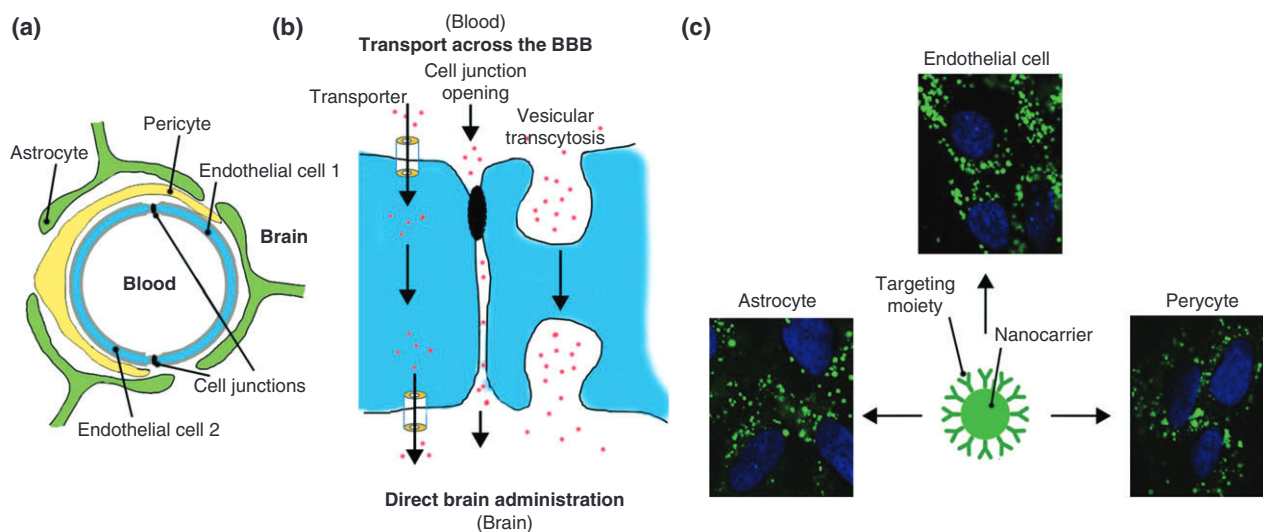 (a)
Pericyte
Astrocyte
Endothelial cell 1
Brain
Blood
Cell junctions
Endothelial cell 2
(b)
(Blood)
Transport across the BBB
Cell junction
opening
Transporter
Vesicular
transcytosis
Direct brain administration
(Brain)
(c)
Endothelial cell
Targeting
moiety
Astrocyte
Perycyte
Nanocarrier